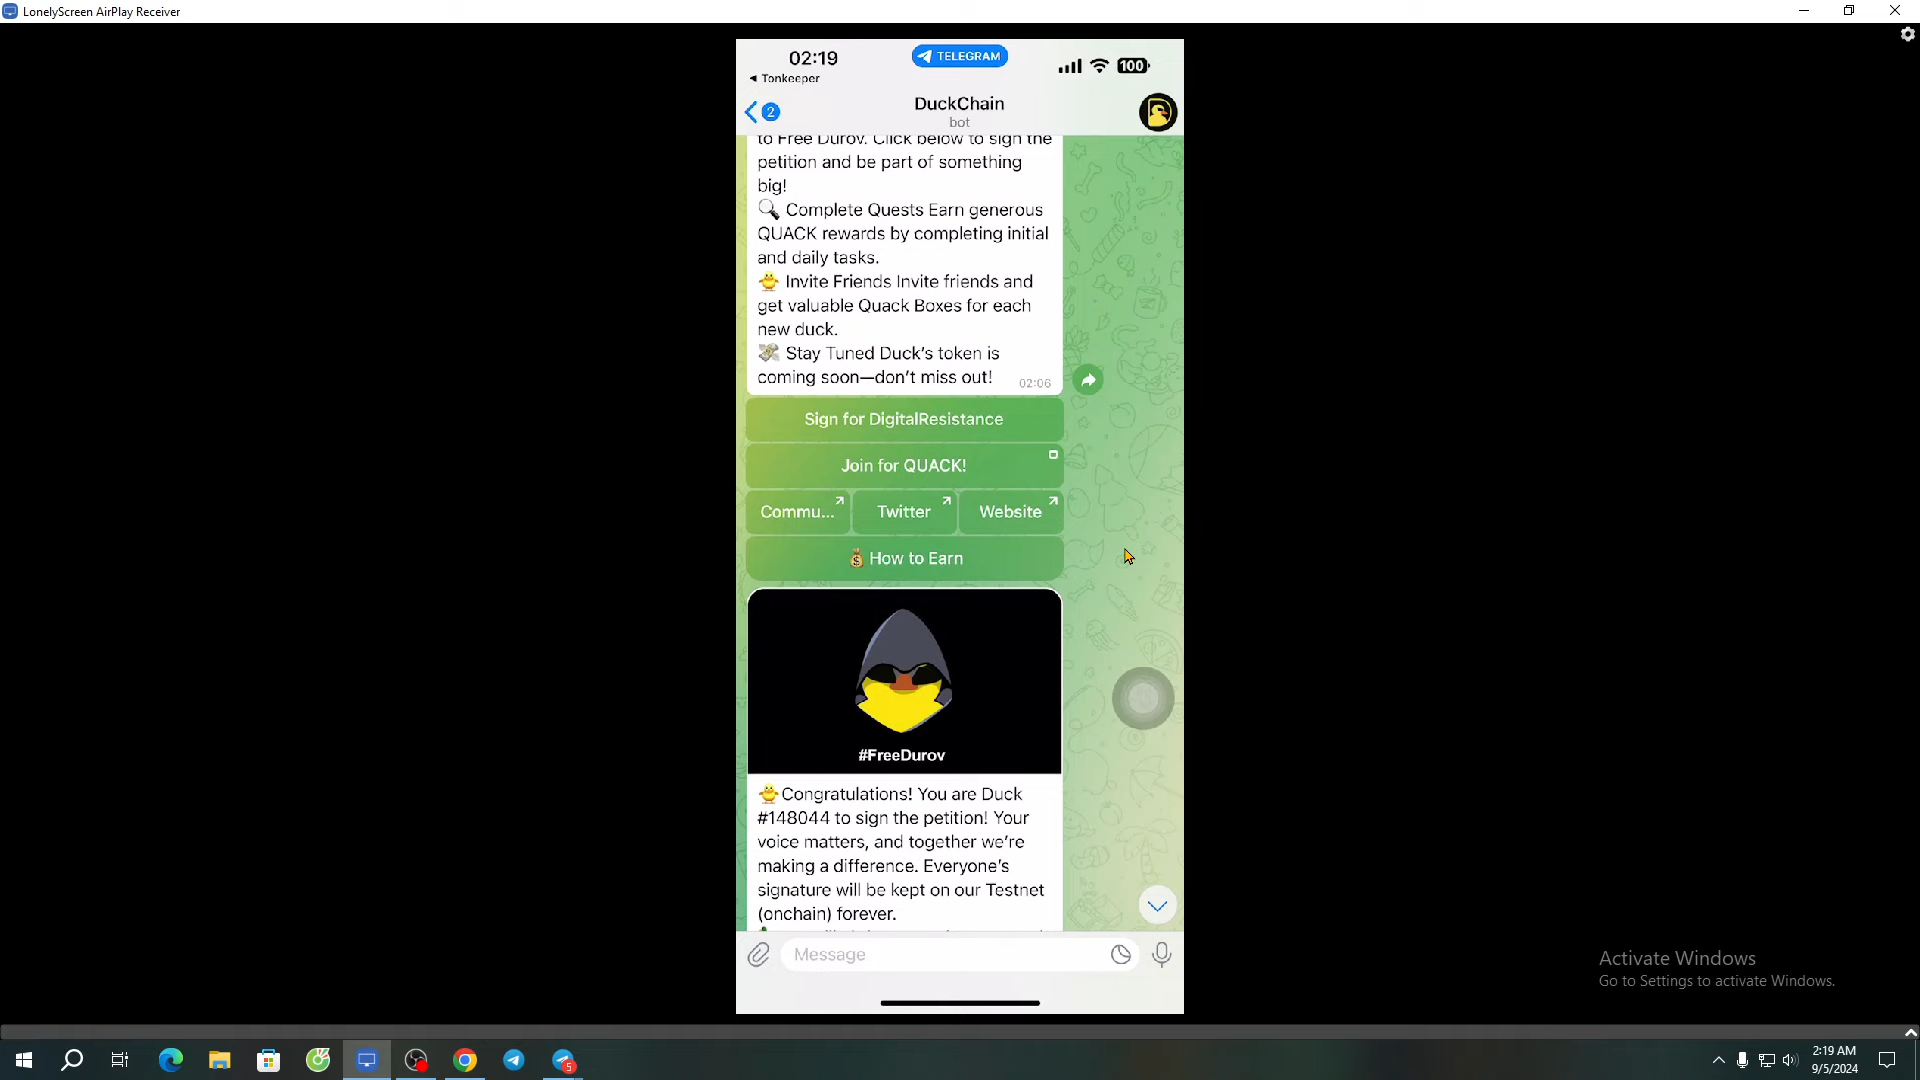 LonelyScreen AirPlay Receiver
02:19
TELEGRAM
100
Tonkeeper
2
DuckChain
bot
to Free Durov. Click below to sign the
petition and be part of something
big!
🔍 Complete Quests Earn generous
QUACK rewards by completing initial
and daily tasks.
🐥 Invite Friends Invite friends and
get valuable Quack Boxes for each
new duck.
💸 Stay Tuned Duck's token is
coming soon—don't miss out!
02:06
Sign for DigitalResistance
Join for QUACK!
Commu... Twitter Website
💰 How to Earn
#FreeDurov
🐥Congratulations! You are Duck
#148044 to sign the petition! Your
voice matters, and together we're
making a difference. Everyone's
signature will be kept on our Testnet
(onchain) forever.
Message
Activate Windows
Go to Settings to activate Windows.
5
2:19 AM
9/5/2024